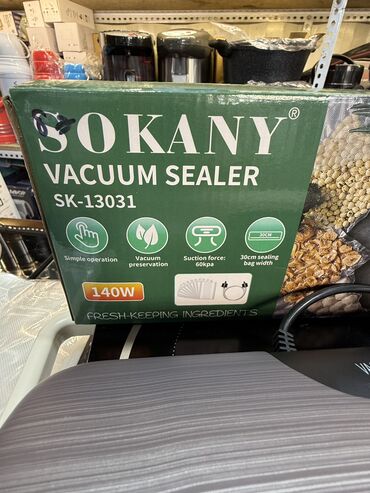 SOKANY®
VACUUM SEALER
SK-13031
Simple operation
Vacuum preservation
Suction force: 60kpa
30CM
30cm sealing bag width
140W
FRESH-KEEPING INGREDIENTS
VA